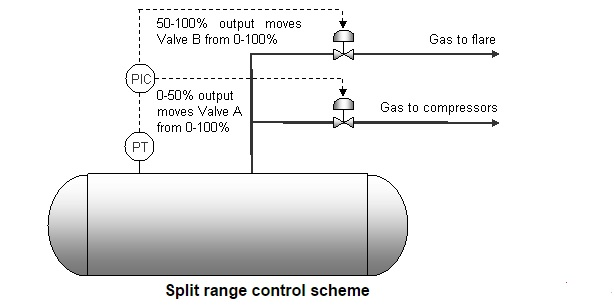 50-100% output moves
Valve B from 0-100%
Gas to flare
PIC
0-50% output
moves Valve A
from 0-100%
Gas to compressors
PT
Split range control scheme